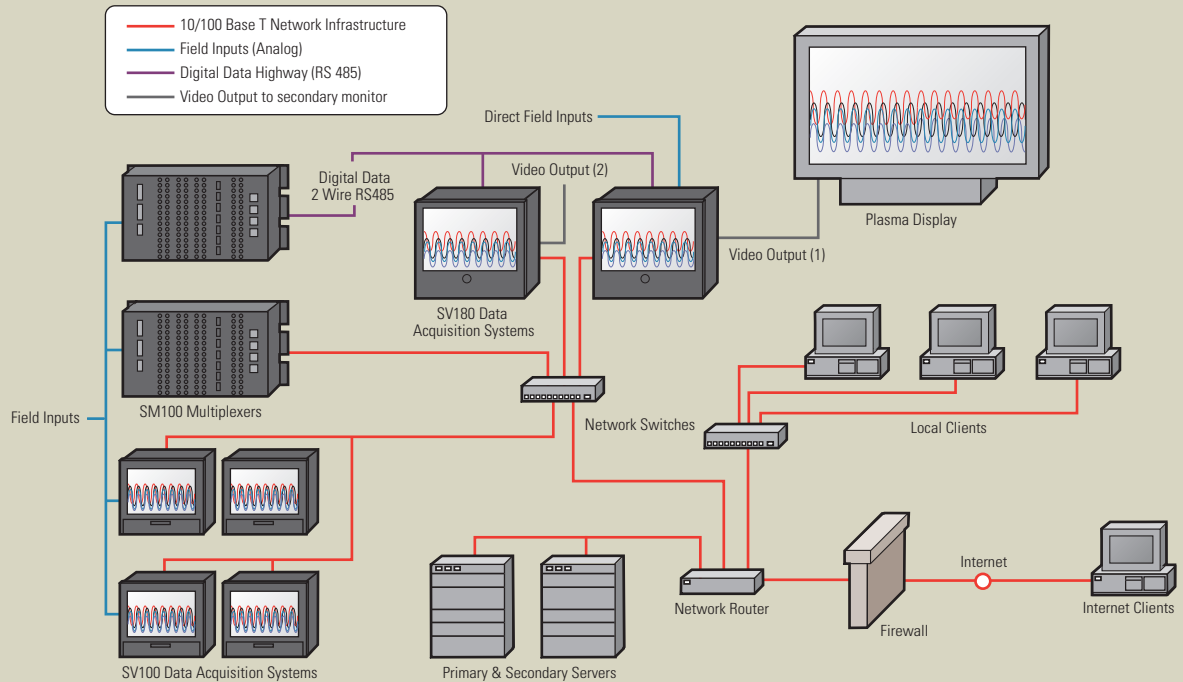 10/100 Base T Network Infrastructure
Field Inputs (Analog)
Digital Data Highway (RS 485)
Video Output to secondary monitor
Direct Field Inputs
Digital Data
2 Wire RS485
Video Output (2)
Plasma Display
Video Output (1)
SV180 Data
Acquisition Systems
SM100 Multiplexers
Field Inputs
Network Switches
Local Clients
Internet
Network Router
Internet Clients
Firewall
SV100 Data Acquisition Systems
Primary & Secondary Servers